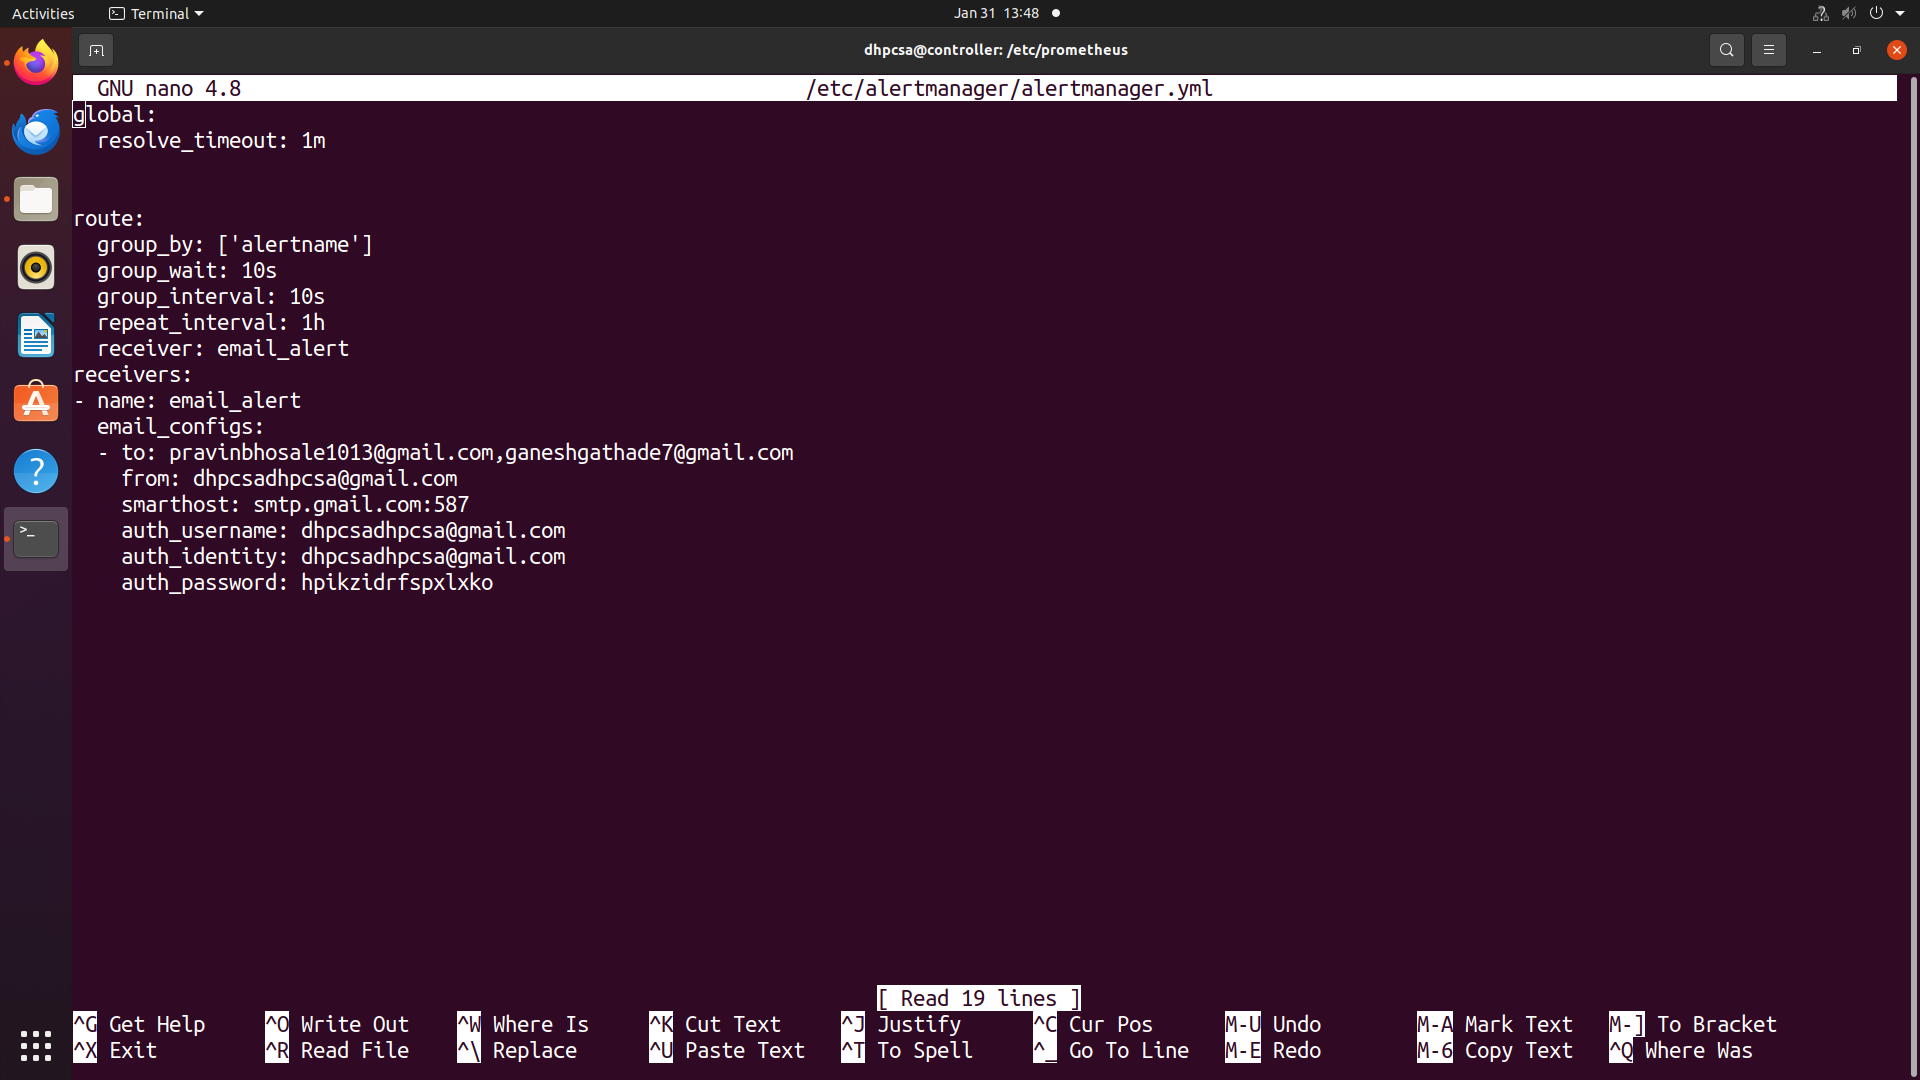 Activities Terminal Jan 31 13:48
dhpcsa@controller: /etc/prometheus
GNU nano 4.8 /etc/alertmanager/alertmanager.yml
global:
  resolve_timeout: 1m
route:
  group_by: ['alertname']
  group_wait: 10s
  group_interval: 10s
  repeat_interval: 1h
  receiver: email_alert
receivers:
- name: email_alert
  email_configs:
  - to: pravinbhosale1013@gmail.com,ganeshgathade7@gmail.com
    from: dhpcsadhpcsa@gmail.com
    smarthost: smtp.gmail.com:587
    auth_username: dhpcsadhpcsa@gmail.com
    auth_identity: dhpcsadhpcsa@gmail.com
    auth_password: hpikzidrfspxlxko
[ Read 19 lines ]
^G Get Help ^O Write Out ^W Where Is ^K Cut Text ^J Justify ^C Cur Pos M-U Undo M-A Mark Text M-] To Bracket
^X Exit ^R Read File ^\ Replace ^U Paste Text ^T To Spell ^_ Go To Line M-E Redo M-6 Copy Text ^Q Where Was